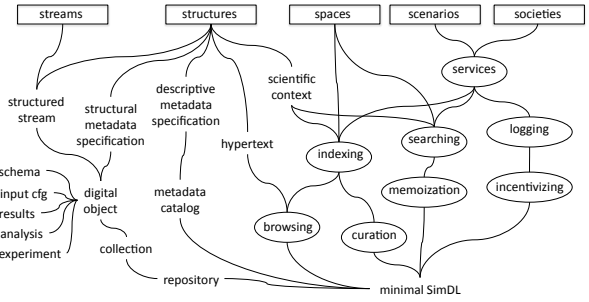 streams
structures
spaces
scenarios
societies
services
scientific
context
structured
stream
structural
metadata
specification
descriptive
metadata
specification
hypertext
indexing
searching
logging
schema
input cfg
results
analysis
experiment
digital
object
metadata
catalog
memoization
incentivizing
browsing
curation
collection
repository
minimal SimDL